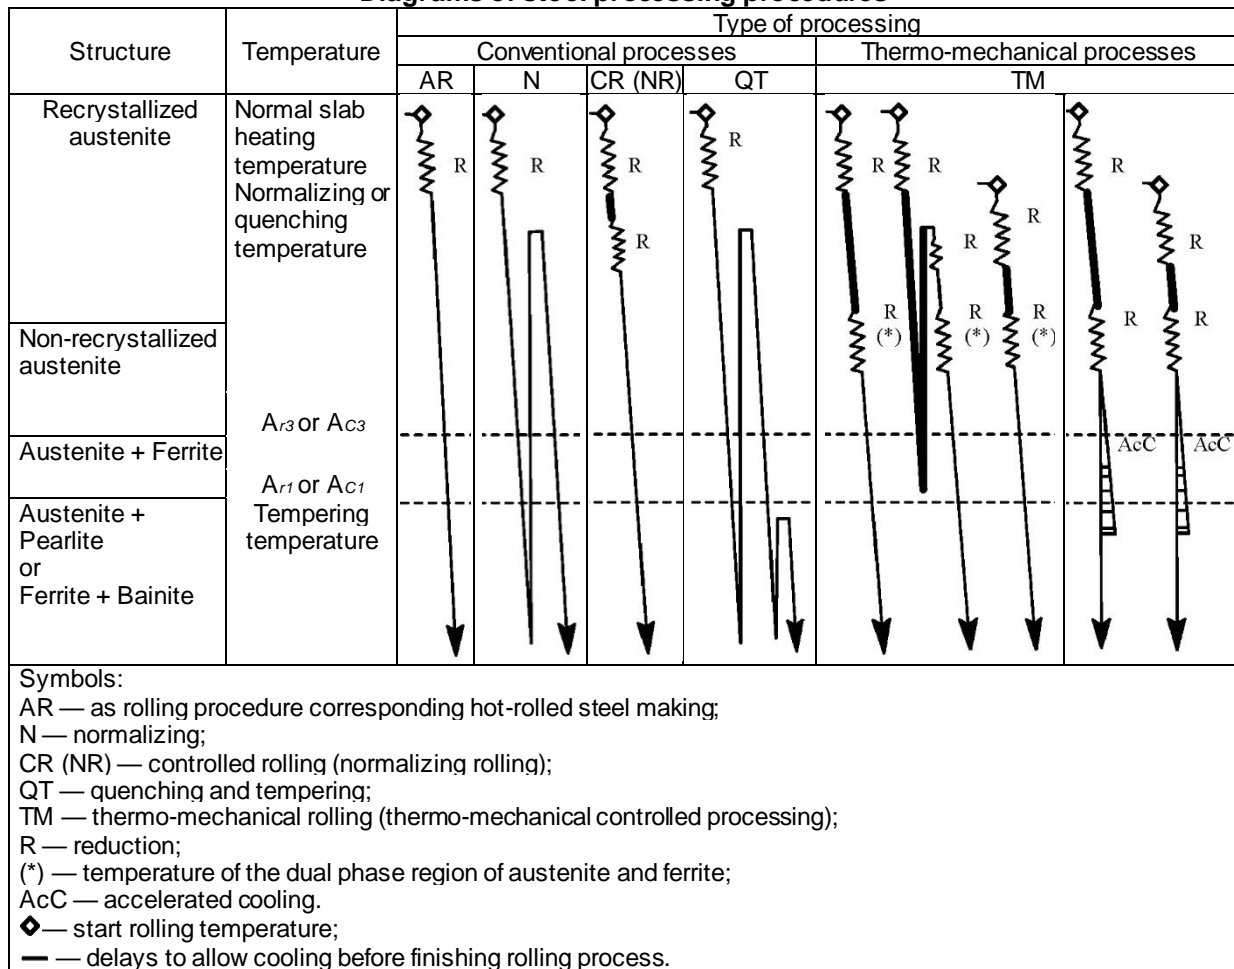 Diagrams of steel processing procedures
Structure
Temperature
Type of processing
Conventional processes
Thermo-mechanical processes
AR
N
CR (NR)
QT
TM
Recrystallized
austenite
Normal slab
heating
temperature
Normalizing or
quenching
temperature
R
R
R
R
R
R
R
R
R
R
R
R
(*)
R
(*)
R
(*)
R
R
Non-recrystallized
austenite
Ar3 or AC3
Austenite + Ferrite
AcC
AcC
Ar1 or AC1
Tempering
temperature
Austenite +
Pearlite
or
Ferrite + Bainite
Symbols:
AR — as rolling procedure corresponding hot-rolled steel making;
N — normalizing;
CR (NR) — controlled rolling (normalizing rolling);
QT — quenching and tempering;
TM — thermo-mechanical rolling (thermo-mechanical controlled processing);
R — reduction;
(*) — temperature of the dual phase region of austenite and ferrite;
AcC — accelerated cooling.
— start rolling temperature;
— delays to allow cooling before finishing rolling process.